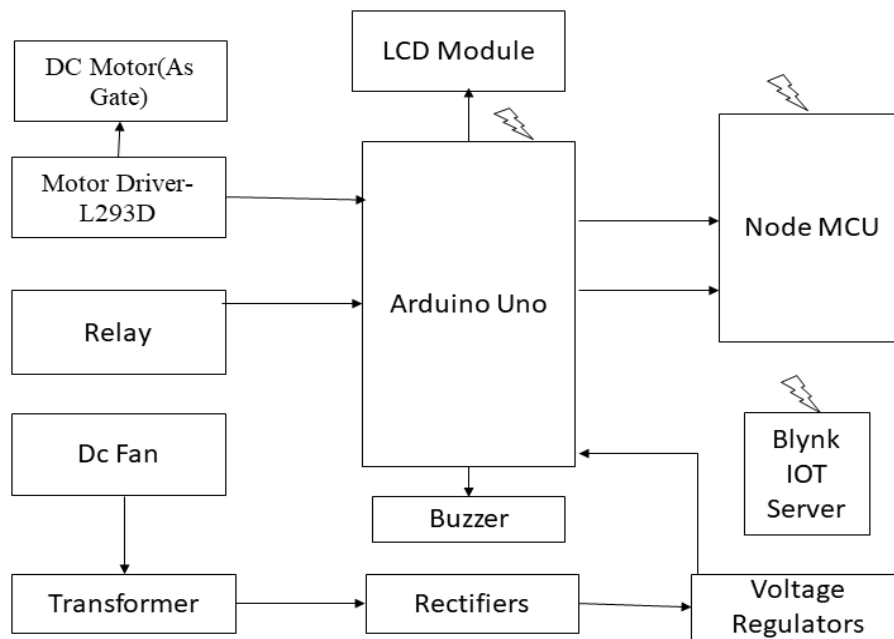 LCD Module
DC Motor(As
Gate)
Motor Driver-
L293D
Node MCU
Arduino Uno
Relay
Dc Fan
Blynk
IOT
Server
Buzzer
Transformer
Rectifiers
Voltage
Regulators